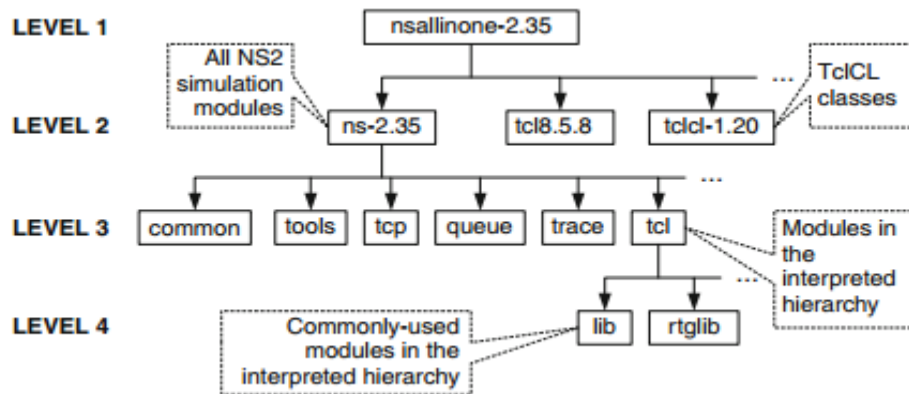 LEVEL 1
nsallinone-2.35
All NS2
simulation
modules
...
TclCL
classes
LEVEL 2
ns-2.35
tcl8.5.8
tclcl-1.20
...
LEVEL 3
common
tools
tcp
queue
trace
tcl
Modules in
the
interpreted
hierarchy
...
LEVEL 4
Commonly-used
modules in the
interpreted hierarchy
lib
rtglib